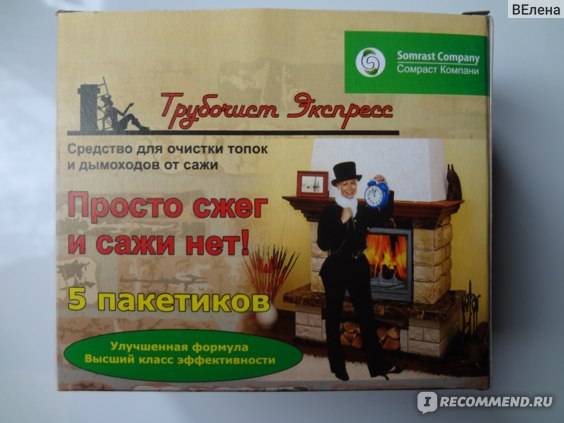 ВЕлена
Somrast Company
Сомраст Компани
Трубочист Экспресс
Средство для очистки топок
и дымоходов от сажи
Просто сжег
и сажи нет!
5 пакетиков
Улучшенная формула
Высший класс эффективности
I RECOMMEND.RU